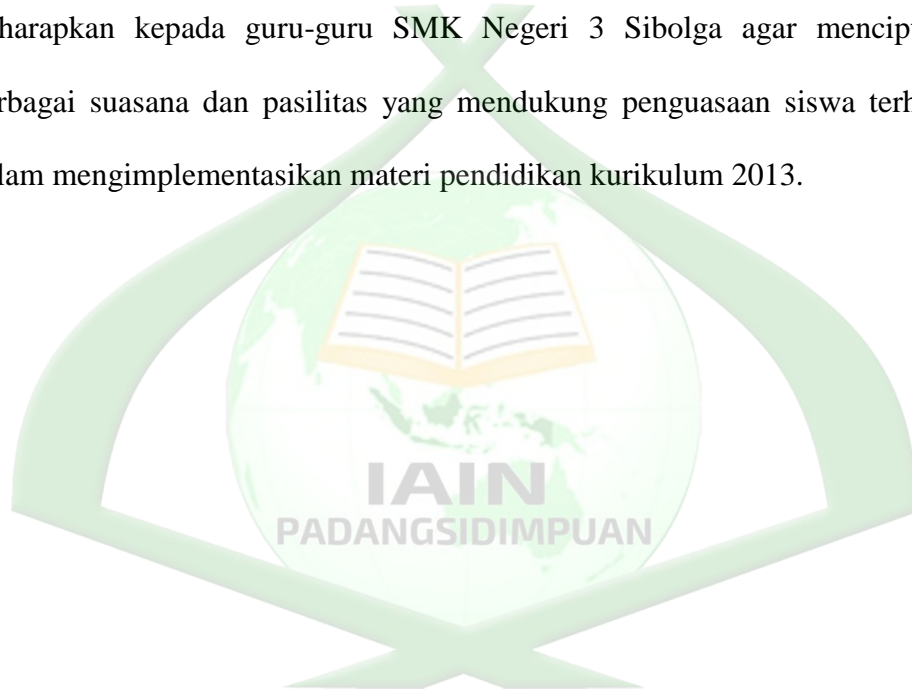 harapkan kepada guru-guru SMK Negeri 3 Sibolga agar mencip
rbagai suasana dan pasilitas yang mendukung penguasaan siswa terh
lam mengimplementasikan materi pendidikan kurikulum 2013.
IAIN
PADANGSIDIMPUAN